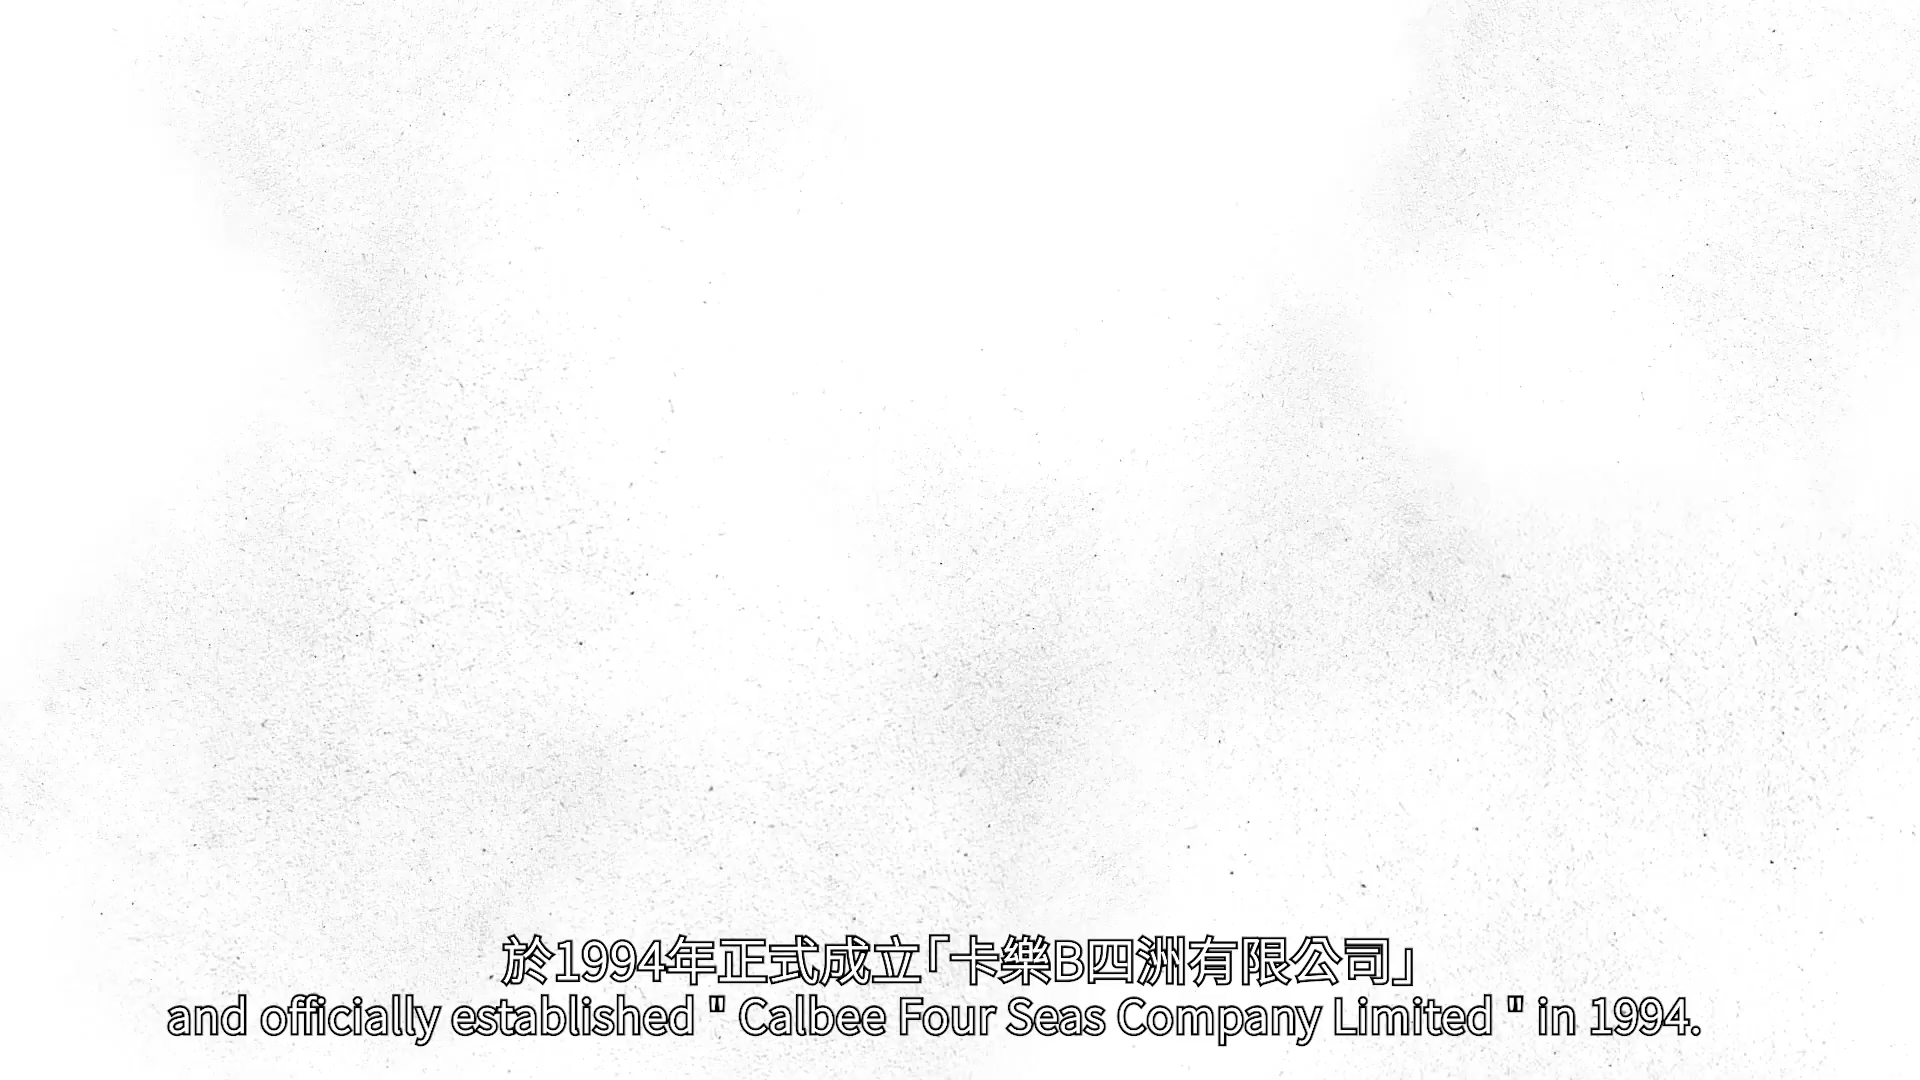 於1994年正式成立「卡樂B四洲有限公司」
and officially established " Calbee Four Seas Company Limited " in 1994.